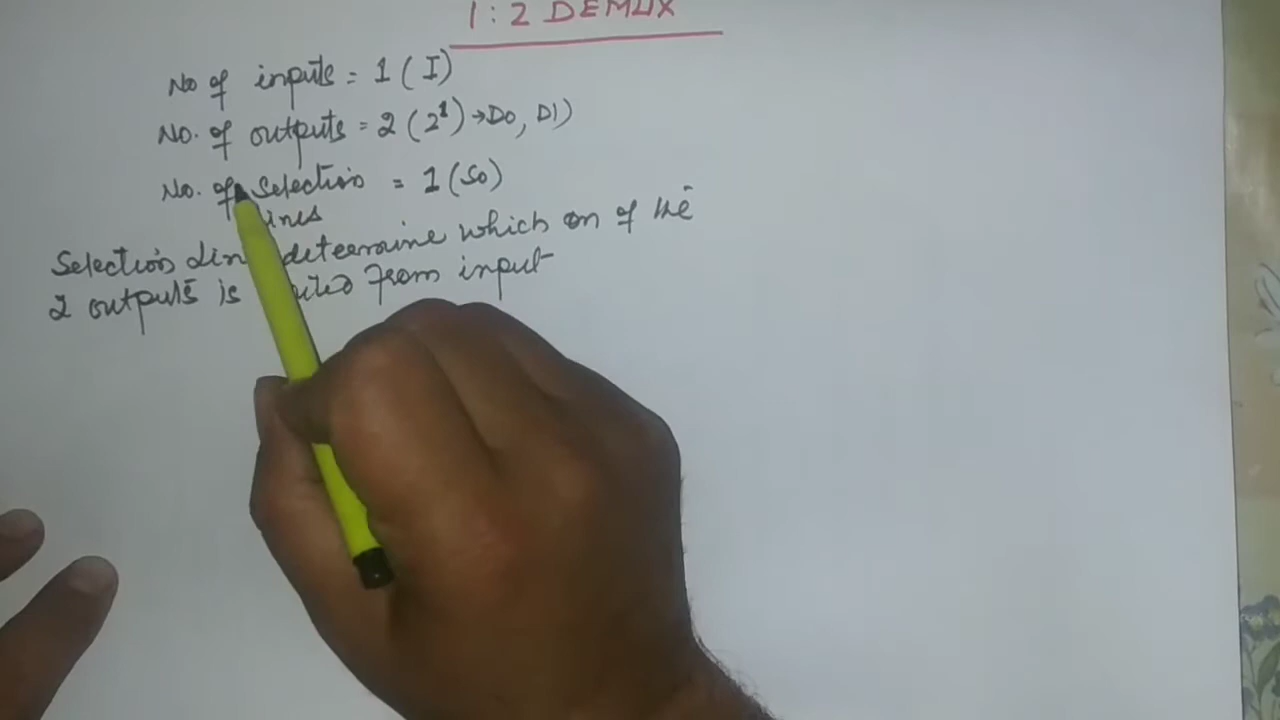 1 : 2 DEMUX
No of inputs = 1 ( I )
No. of outputs = 2 ( 2¹ ) → D0, D1)
No. of Selection = 1 ( S0 )
Selection determine which on of the
2 outputs is from input